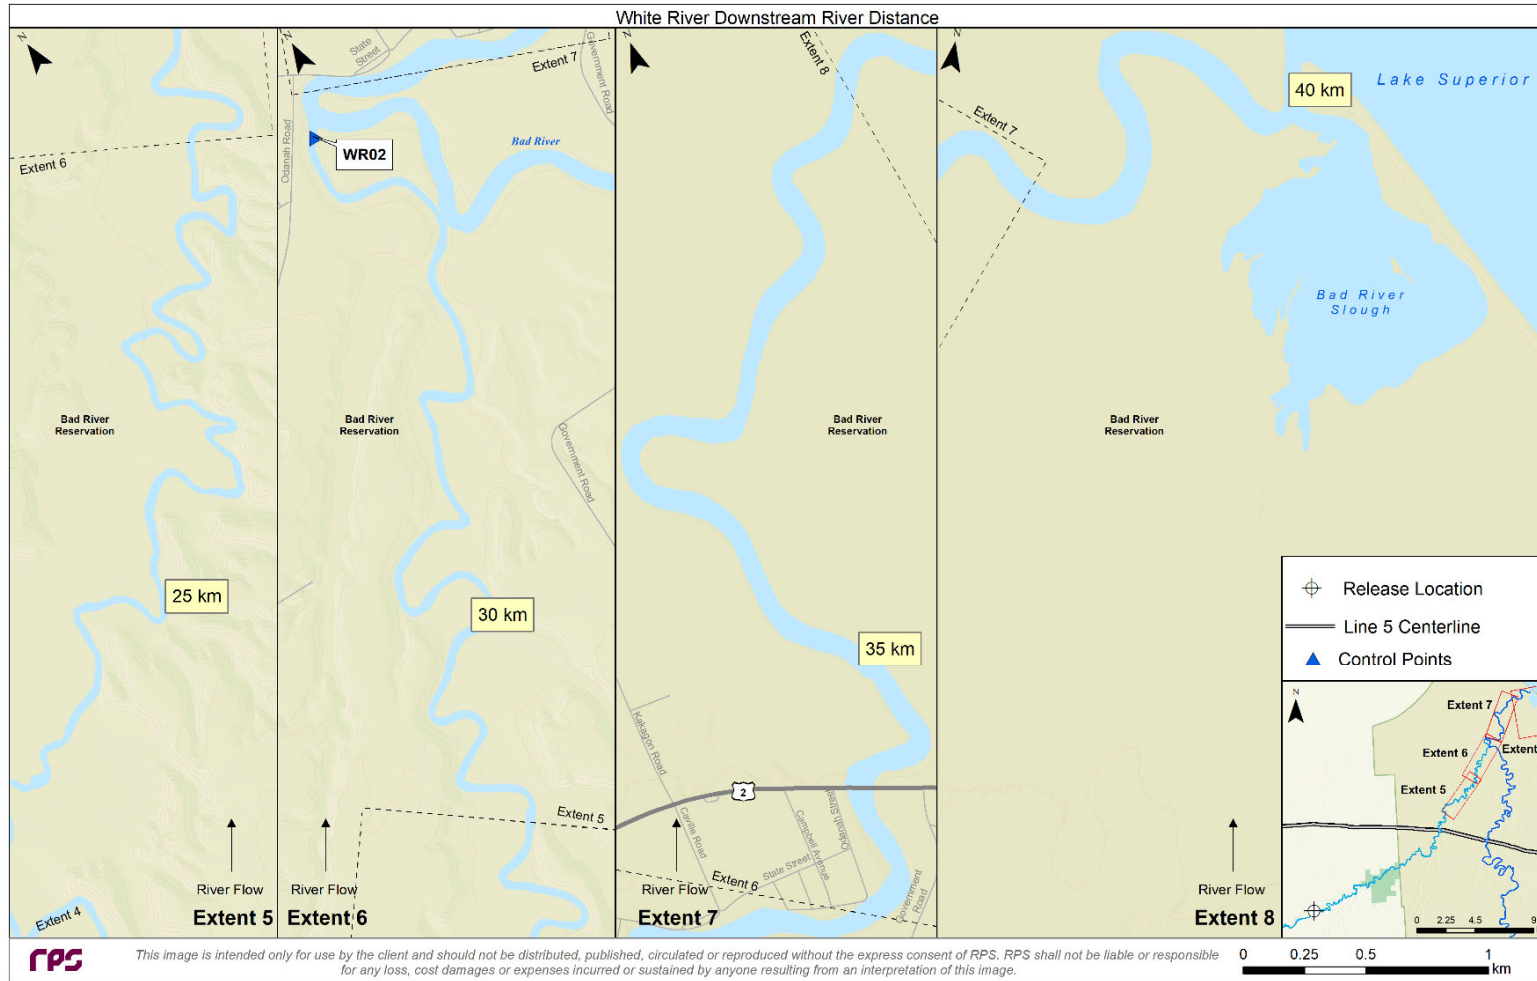 White River Downstream River Distance
N
Extent 6
Bad River
Reservation
25 km
River Flow
Extent 4
Extent 5
N
State
Street
Extent 7
Government Road
Odanah Road
WR02
Bad River
Bad River
Reservation
Government Road
30 km
Extent 5
River Flow
Extent 6
N
Extent 8
Bad River
Reservation
35 km
Kakagon Road
2
Caville Road
Campbell Avenue
Odanah Street
State Street
Extent 6
Government
Road
River Flow
Extent 7
N
Extent 7
40 km
Lake Superior
Bad River
Slough
Bad River
Reservation
River Flow
Extent 8
Release Location
Line 5 Centerline
Control Points
N
Extent 7
Extent 6
Extent
Extent 5
0 2.25 4.5 9
rps
This image is intended only for use by the client and should not be distributed, published, circulated or reproduced without the express consent of RPS. RPS shall not be liable or responsible
for any loss, cost damages or expenses incurred or sustained by anyone resulting from an interpretation of this image.
0 0.25 0.5 1
km